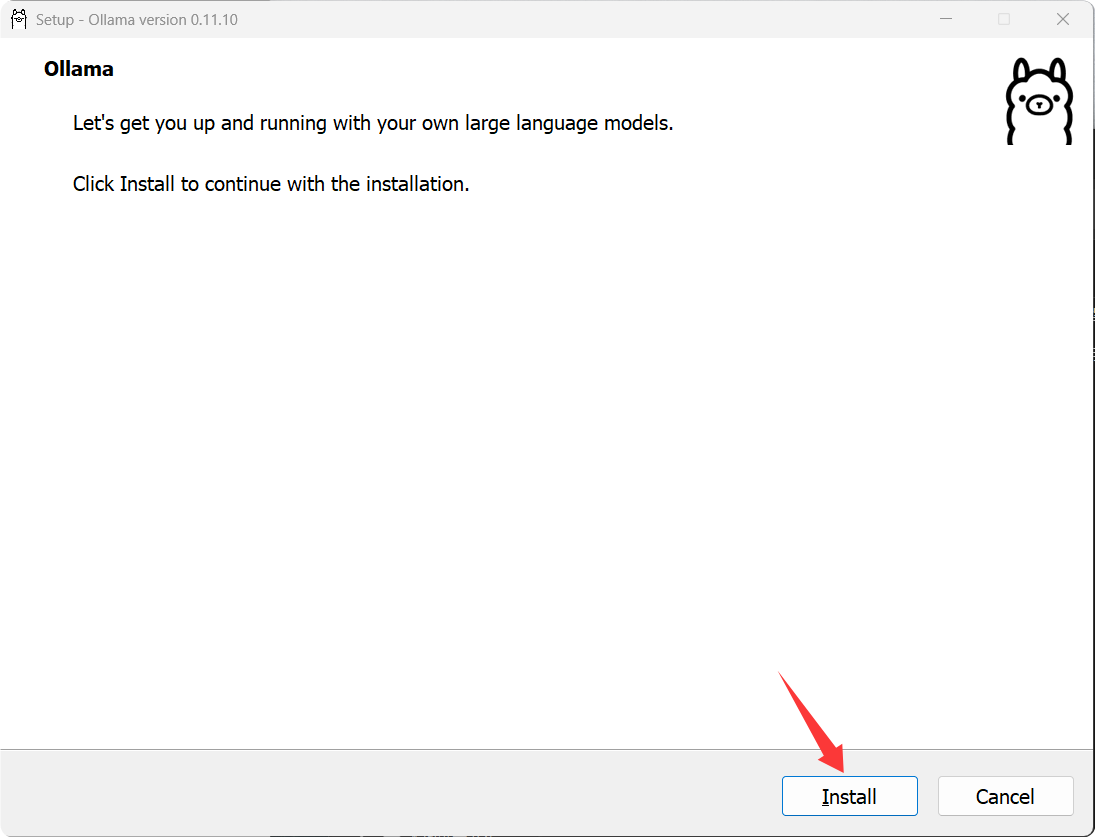 Setup - Ollama version 0.11.10
Ollama
Let's get you up and running with your own large language models.
Click Install to continue with the installation.
Install
Cancel